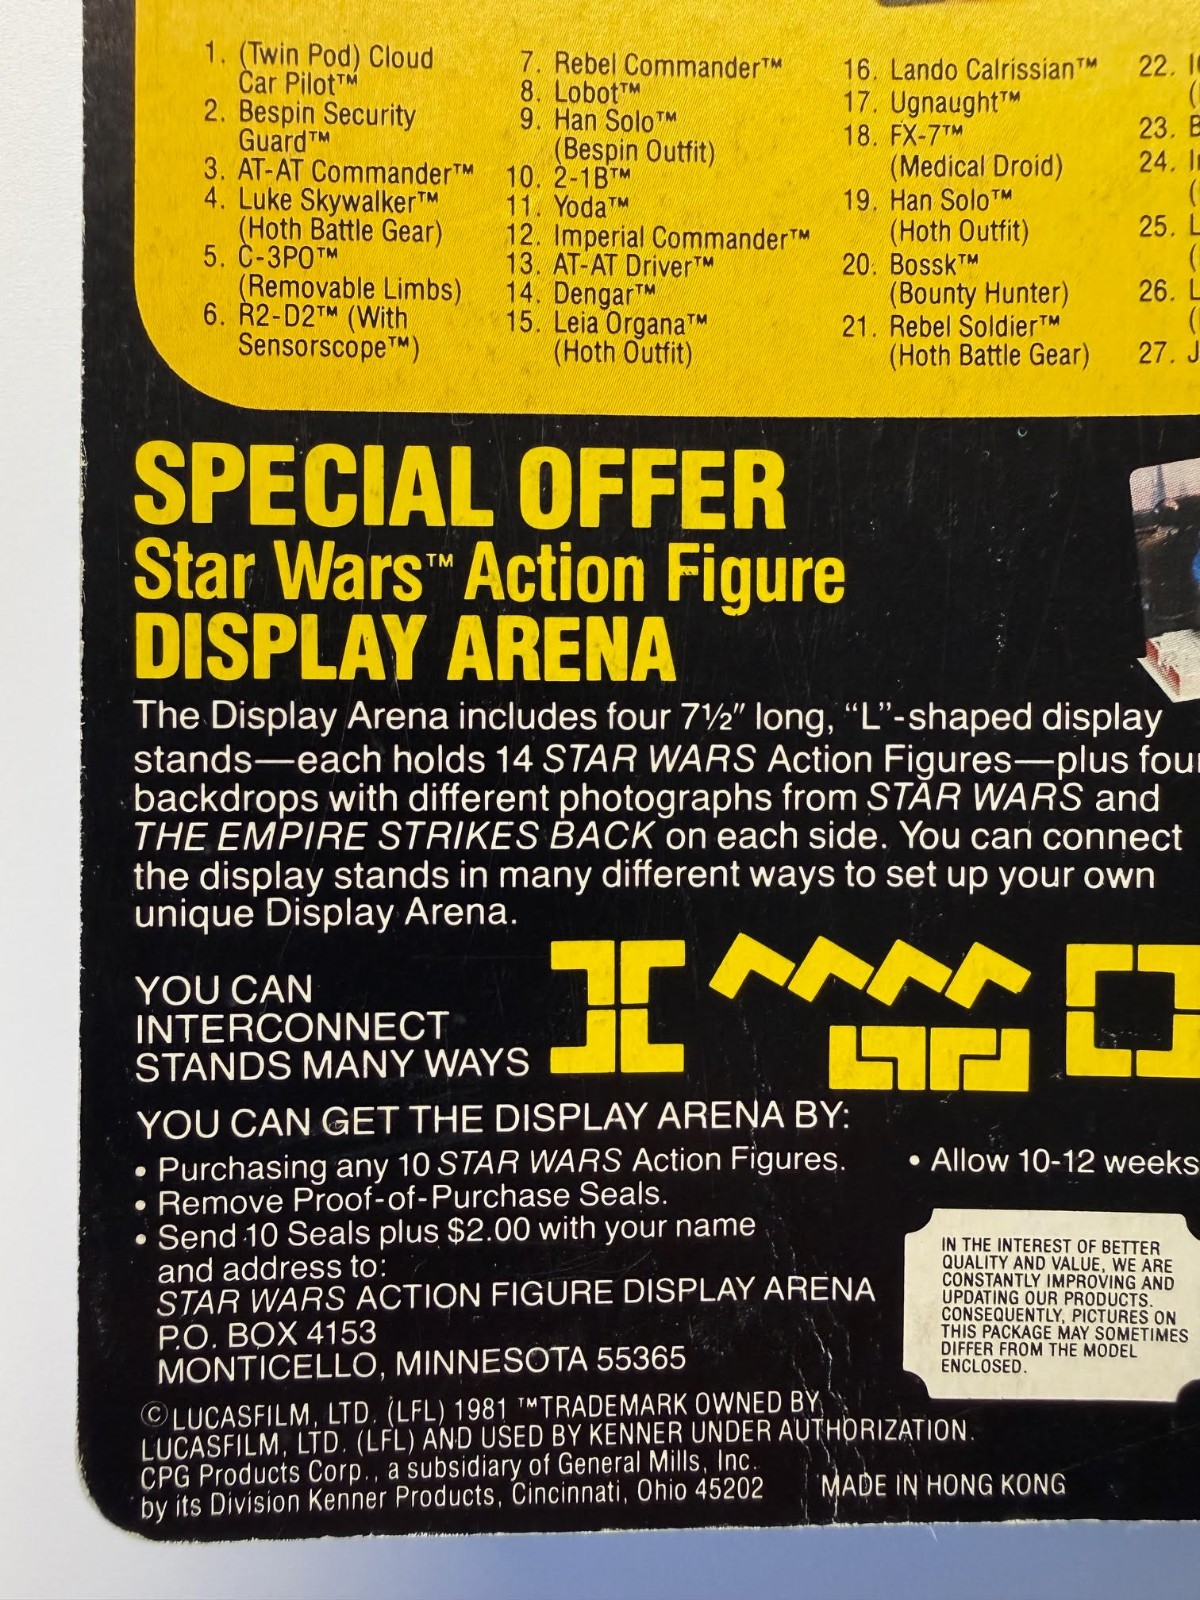 1. (Twin Pod) Cloud
Car Pilot™
2. Bespin Security
Guard™
3. AT-AT Commander™
4. Luke Skywalker™
(Hoth Battle Gear)
5. C-3PO™
(Removable Limbs)
6. R2-D2™ (With
Sensorscope™)
7. Rebel Commander™
8. Lobot™
9. Han Solo™
(Bespin Outfit)
10. 2-1B™
11. Yoda™
12. Imperial Commander™
13. AT-AT Driver™
14. Dengar™
15. Leia Organa™
(Hoth Outfit)
16. Lando Calrissian™
17. Ugnaught™
18. FX-7™
(Medical Droid)
19. Han Solo™
(Hoth Outfit)
20. Bossk™
(Bounty Hunter)
21. Rebel Soldier™
(Hoth Battle Gear)
22.
23.
24.
25.
26.
27.
SPECIAL OFFER
Star Wars™ Action Figure
DISPLAY ARENA
The Display Arena includes four 7½″ long, “L”-shaped display
stands—each holds 14 STAR WARS Action Figures—plus four
backdrops with different photographs from STAR WARS and
THE EMPIRE STRIKES BACK on each side. You can connect
the display stands in many different ways to set up your own
unique Display Arena.
YOU CAN
INTERCONNECT
STANDS MANY WAYS
YOU CAN GET THE DISPLAY ARENA BY:
• Purchasing any 10 STAR WARS Action Figures.
• Remove Proof-of-Purchase Seals.
• Send 10 Seals plus $2.00 with your name
and address to:
STAR WARS ACTION FIGURE DISPLAY ARENA
P.O. BOX 4153
MONTICELLO, MINNESOTA 55365
• Allow 10-12 weeks
IN THE INTEREST OF BETTER
QUALITY AND VALUE, WE ARE
CONSTANTLY IMPROVING AND
UPDATING OUR PRODUCTS.
CONSEQUENTLY, PICTURES ON
THIS PACKAGE MAY SOMETIMES
DIFFER FROM THE MODEL
ENCLOSED.
©LUCASFILM, LTD. (LFL) 1981 ™TRADEMARK OWNED BY
LUCASFILM, LTD. (LFL) AND USED BY KENNER UNDER AUTHORIZATION.
CPG Products Corp., a subsidiary of General Mills, Inc.
by its Division Kenner Products, Cincinnati, Ohio 45202
MADE IN HONG KONG